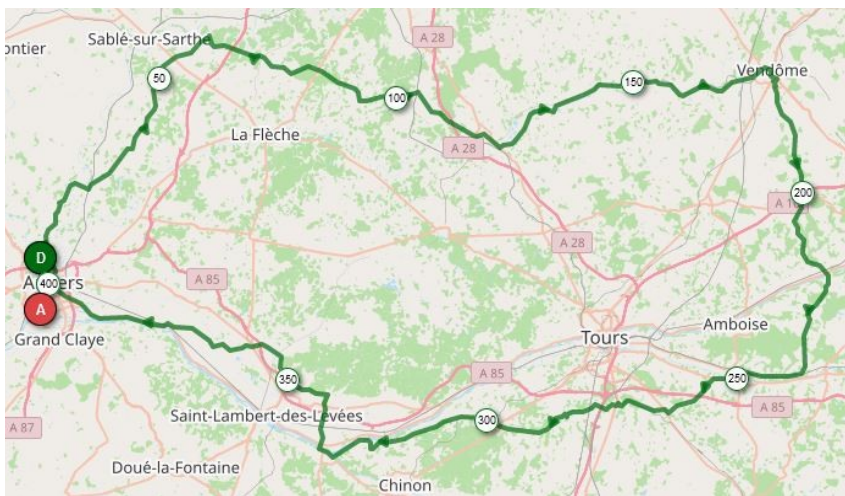 Sablé-sur-Sarthe
A 28
ontier
Vendôme
50
150
100
La Flèche
A 28
200
A 10
A 28
D
A 85
400
Angers
A
Grand Claye
Tours
Amboise
A 85
350
250
A 85
Saint-Lambert-des-Levées
300
A 87
Doué-la-Fontaine
Chinon